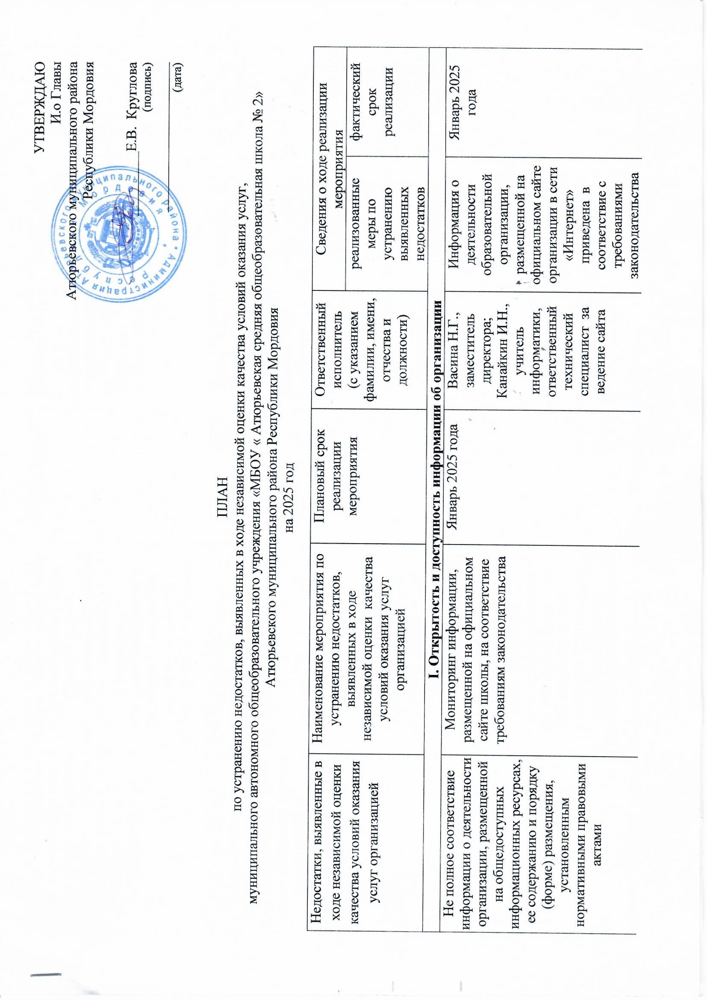 УТВЕРЖДАЮ
И.о Главы
Атюрьевского муниципального района
Республики Мордовия
Е.В. Круглова
(подпись)
(дата)
Администрация Атюрьевского муниципального района *
Республики Мордовия *
ПЛАН
по устранению недостатков, выявленных в ходе независимой оценки качества условий оказания услуг,
муниципального автономного общеобразовательного учреждения «МБОУ « Атюрьевская средняя общеобразовательная школа № 2»
Атюрьевского муниципального района Республики Мордовия
на 2025 год
Недостатки, выявленные в
ходе независимой оценки
качества условий оказания
услуг организацией
Наименование мероприятия по
устранению недостатков,
выявленных в ходе
независимой оценки качества
условий оказания услуг
организацией
Плановый срок
реализации
мероприятия
Ответственный
исполнитель
(с указанием
фамилии, имени,
отчества и
должности)
Сведения о ходе реализации
мероприятия
реализованные
меры по
устранению
выявленных
недостатков
фактический
срок
реализации
I. Открытость и доступность информации об организации
Не полное соответствие
информации о деятельности
организации, размещенной
на общедоступных
информационных ресурсах,
ее содержанию и порядку
(форме) размещения,
установленным
нормативными правовыми
актами
Мониторинг информации,
размещенной на официальном
сайте школы, на соответствие
требованиям законодательства
Январь 2025 года
Васина Н.Г.,
заместитель
директора;
Канайкин И.Н.,
учитель
информатики,
ответственный
технический
специалист за
ведение сайта
Информация о
деятельности
образовательной
организации,
размещенной на
официальном сайте
организации в сети
«Интернет»
приведена в
соответствие с
требованиями
законодательства
Январь 2025
года